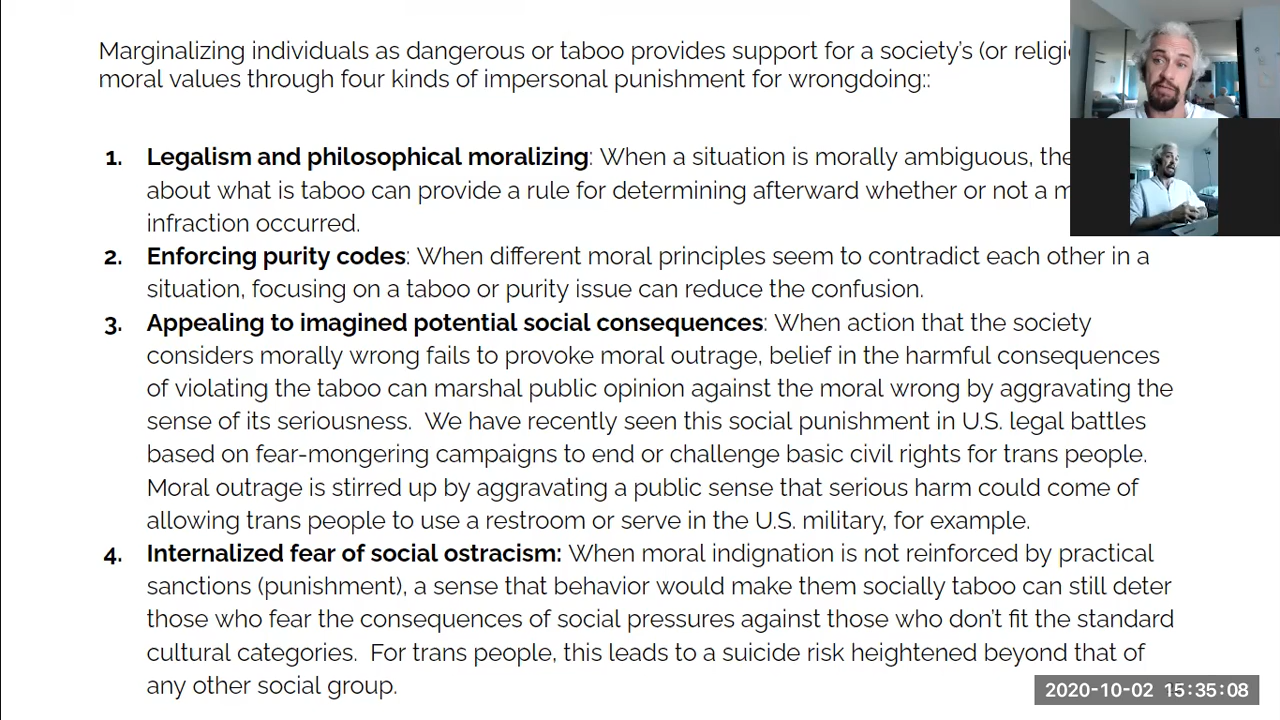 Marginalizing individuals as dangerous or taboo provides support for a society's (or
moral values through four kinds of impersonal punishment for wrongdoing::
1. Legalism and philosophical moralizing: When a situation is morally ambiguous,
about what is taboo can provide a rule for determining afterward whether or not a
infraction occurred.
2. Enforcing purity codes: When different moral principles seem to contradict each other in a
situation, focusing on a taboo or purity issue can reduce the confusion.
3. Appealing to imagined potential social consequences: When action that the society
considers morally wrong fails to provoke moral outrage, belief in the harmful consequences
of violating the taboo can marshal public opinion against the moral wrong by aggravating the
sense of its seriousness. We have recently seen this social punishment in U.S. legal battles
based on fear-mongering campaigns to end or challenge basic civil rights for trans people.
Moral outrage is stirred up by aggravating a public sense that serious harm could come of
allowing trans people to use a restroom or serve in the U.S. military, for example.
4. Internalized fear of social ostracism: When moral indignation is not reinforced by practical
sanctions (punishment), a sense that behavior would make them socially taboo can still deter
those who fear the consequences of social pressures against those who don't fit the standard
cultural categories. For trans people, this leads to a suicide risk heightened beyond that of
any other social group.
2020-10-02 15:35:08